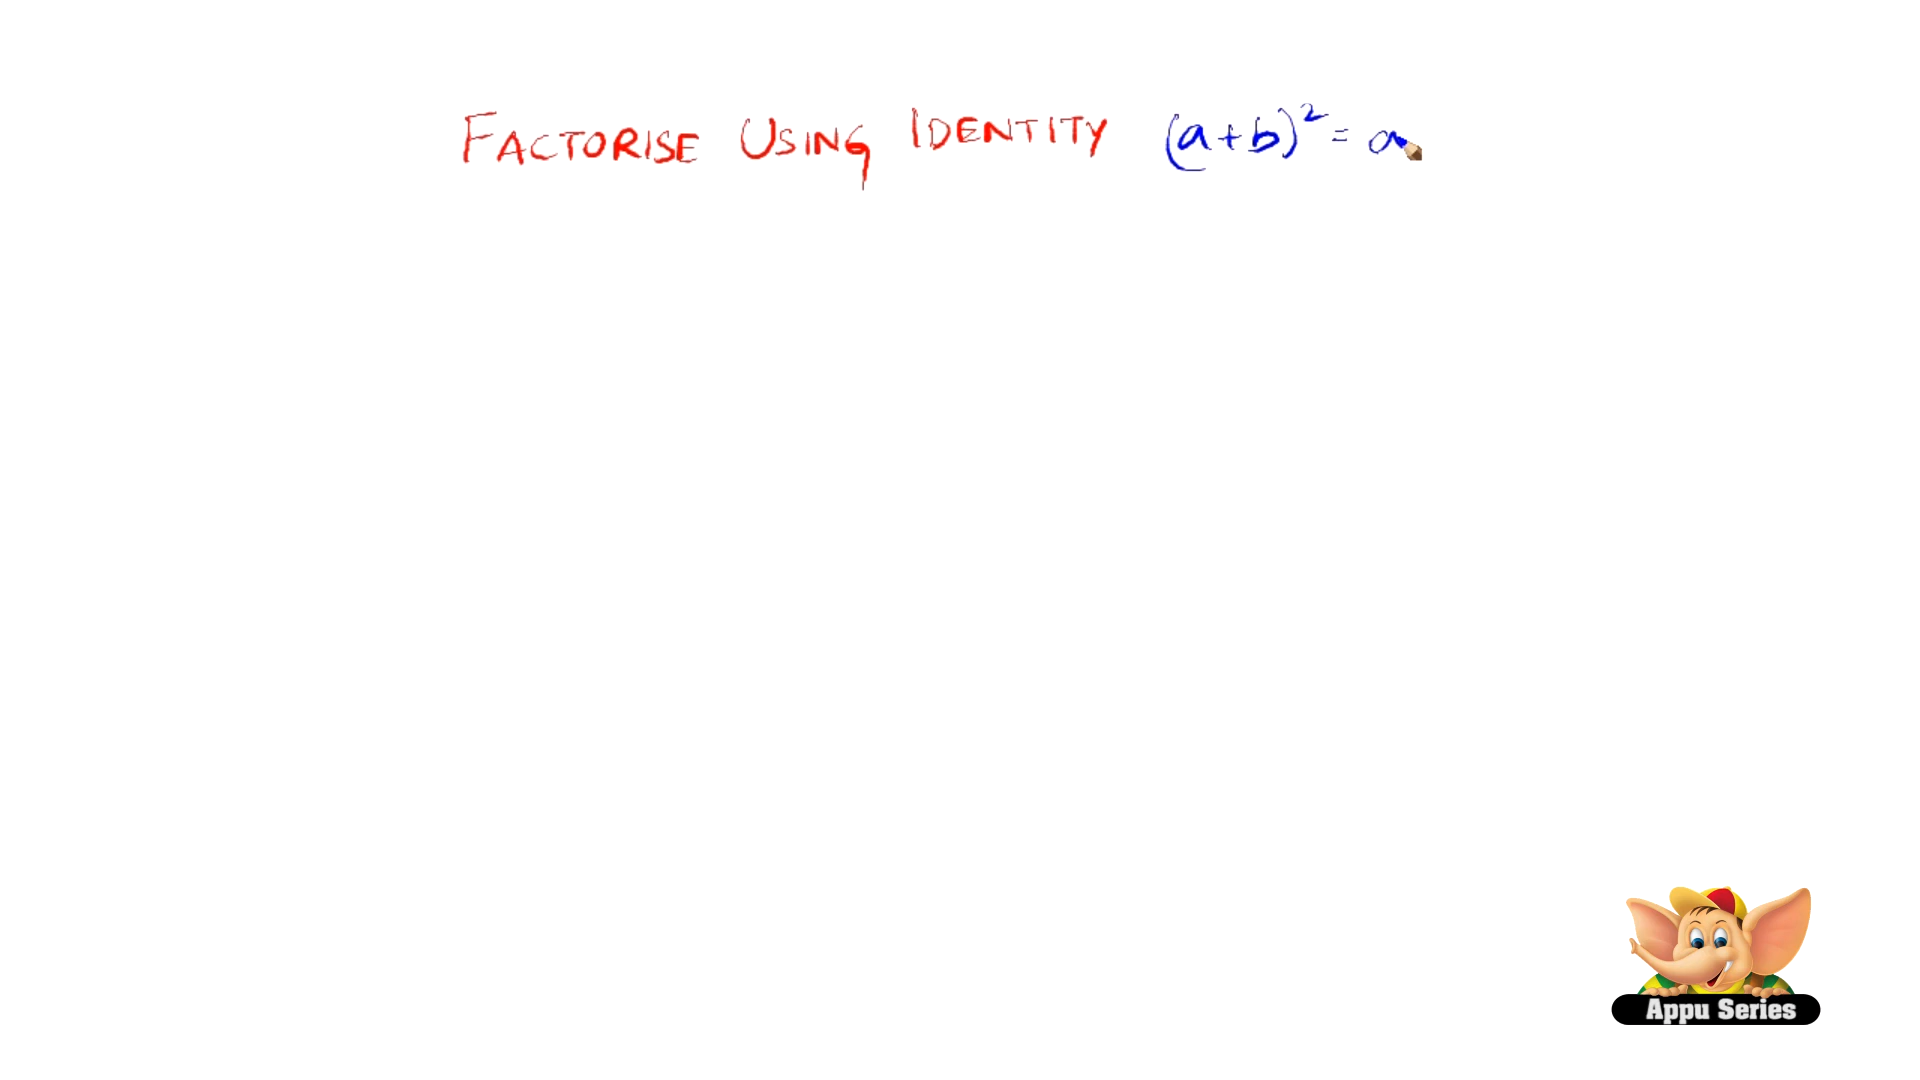 FACTORISE USING IDENTITY (a+b)² = a
Appu Series